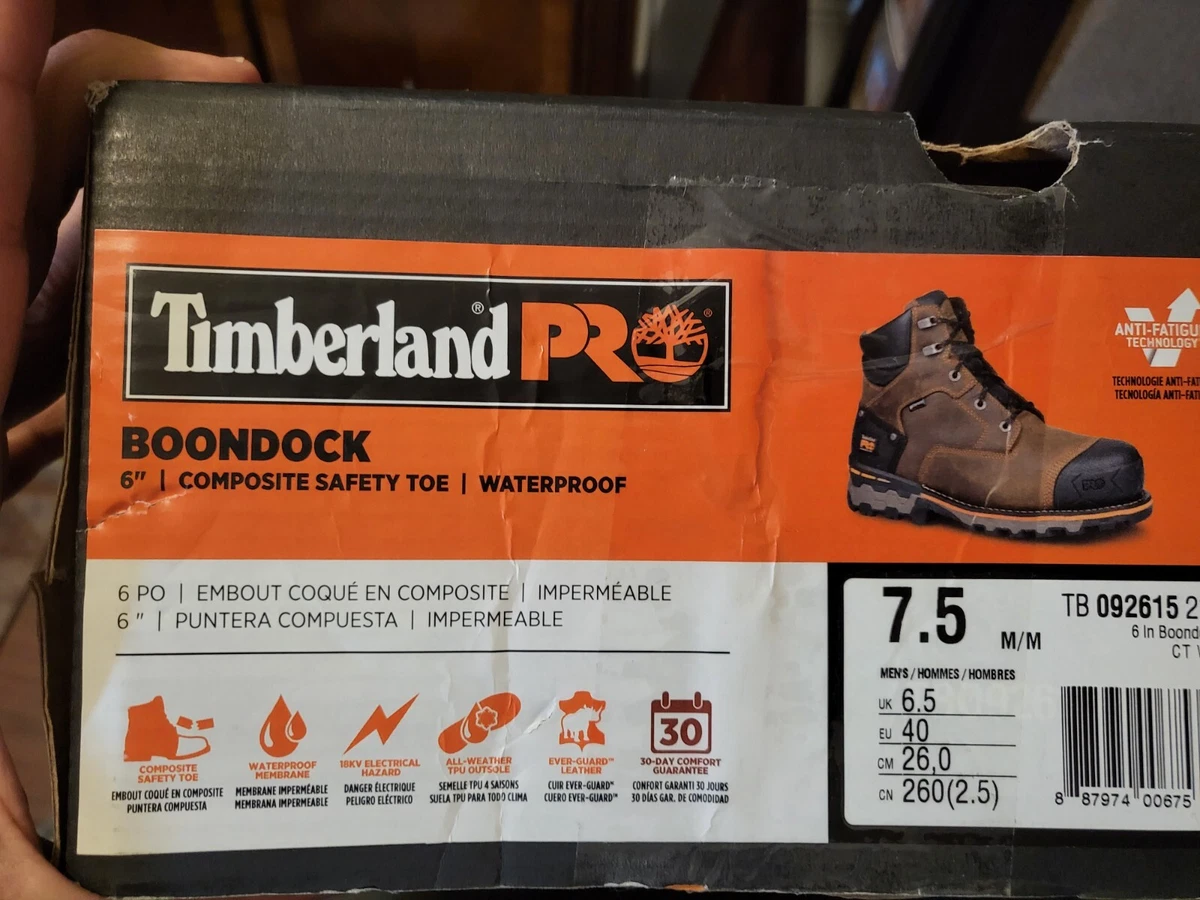 Timberland® PRO®
BOONDOCK
6" | COMPOSITE SAFETY TOE | WATERPROOF
6 PO | EMBOUT COQUÉ EN COMPOSITE | IMPERMÉABLE
6 " | PUNTERA COMPUESTA | IMPERMEABLE
COMPOSITE
SAFETY TOE
EMBOUT COQUÉ EN COMPOSITE
PUNTERA COMPUESTA
WATERPROOF
MEMBRANE
MEMBRANE IMPERMÉABLE
MEMBRANA IMPERMEABLE
18KV ELECTRICAL
HAZARD
DANGER ÉLECTRIQUE
PELIGRO ELÉCTRICO
ALL-WEATHER
TPU OUTSOLE
SEMELLE TPU 4 SAISONS
SUELA TPU PARA TODO CLIMA
EVER-GUARD™
LEATHER
CUIR EVER-GUARD™
CUERO EVER-GUARD™
30
30-DAY COMFORT
GUARANTEE
CONFORT GARANTI 30 JOURS
30 DÍAS GAR. DE COMODIDAD
ANTI-FATIGU
TECHNOLOGY
TECHNOLOGIE ANTI-FAT
TECNOLOGÍA ANTI-FATI
7.5 M/M
MEN'S / HOMMES / HOMBRES
UK 6.5
EU 40
CM 26,0
CN 260(2.5)
TB 092615 2
6 In Boond
CT
8 87974 00675